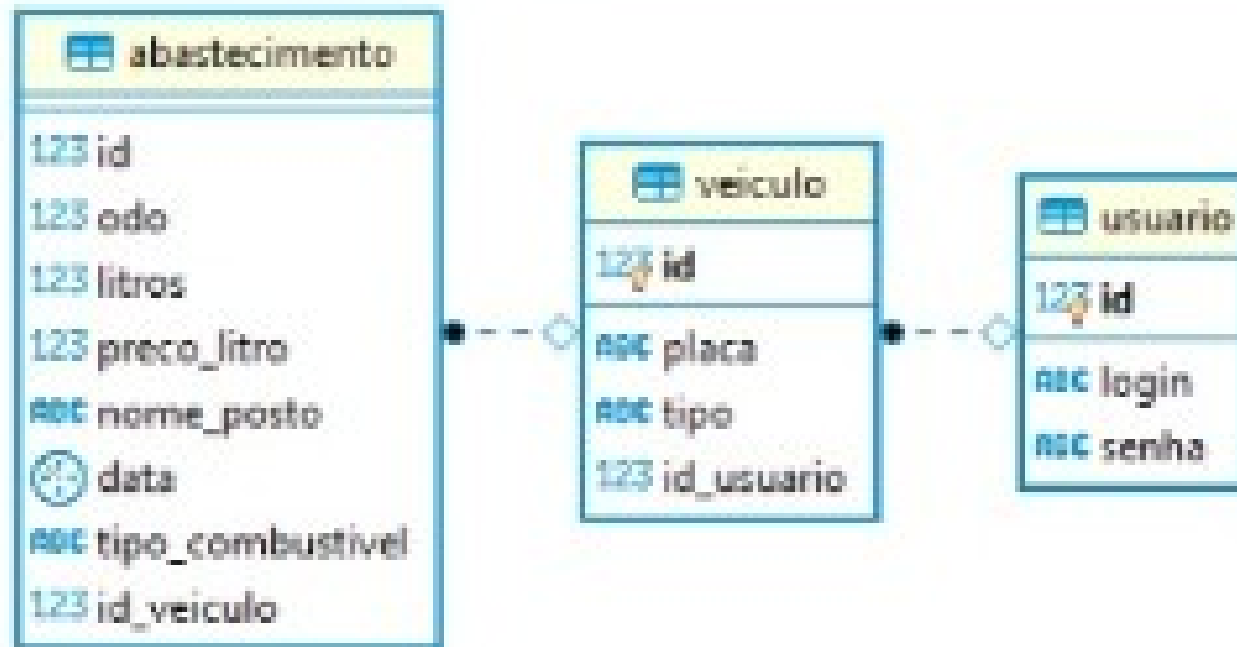 abastecimento
123 id
123 odo
123 litros
123 preco_litro
ABC nome_posto
data
ABC tipo_combustivel
123 id_veiculo
veiculo
123 id
ABC placa
ABC tipo
123 id_usuario
usuario
123 id
ABC login
ABC senha